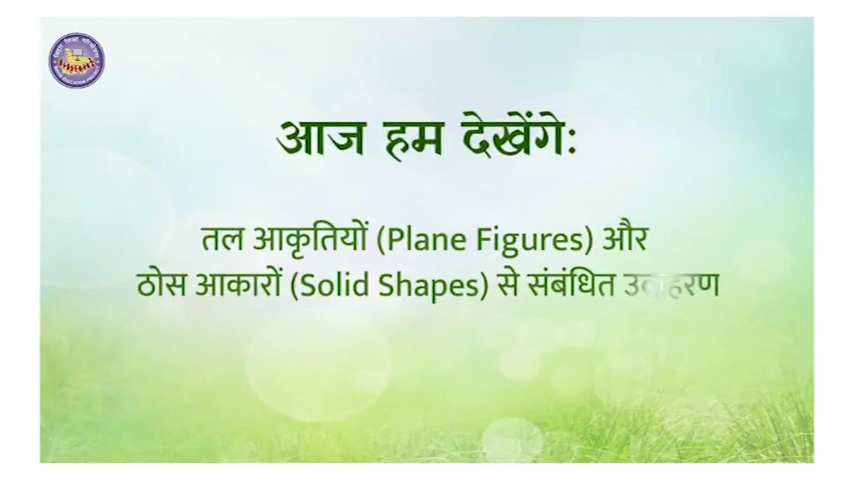 आज हम देखेंगे:
तल आकृतियों (Plane Figures) और
ठोस आकारों (Solid Shapes) से संबंधित